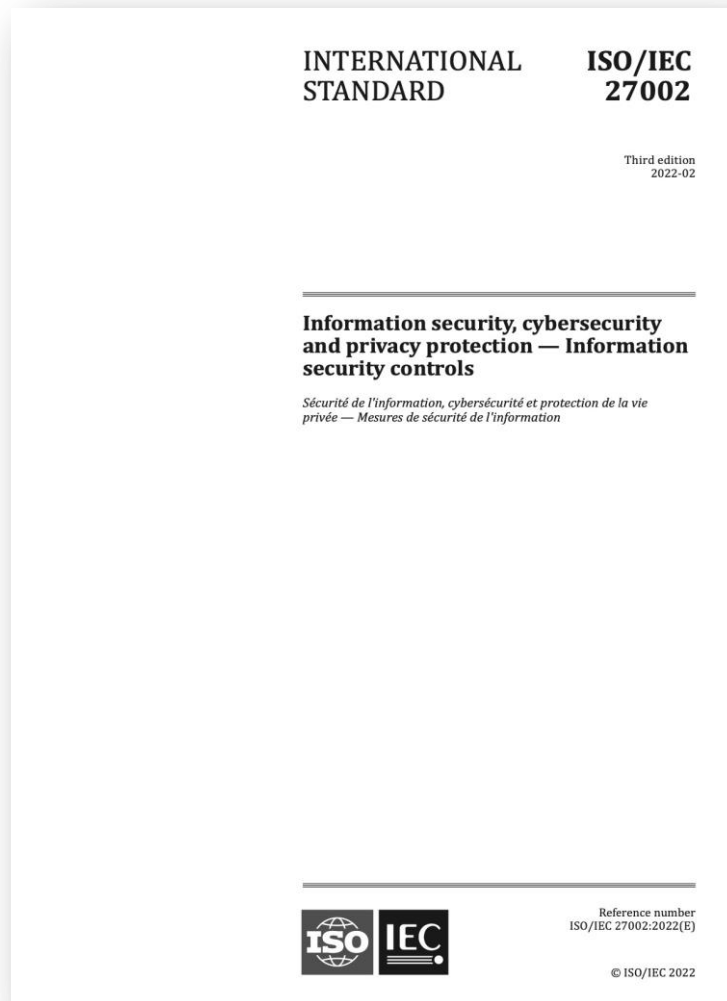 INTERNATIONAL STANDARD
ISO/IEC 27002
Third edition
2022-02
Information security, cybersecurity
and privacy protection — Information
security controls
Sécurité de l'information, cybersécurité et protection de la vie
privée — Mesures de sécurité de l'information
ISO
IEC
Reference number
ISO/IEC 27002:2022(E)
© ISO/IEC 2022